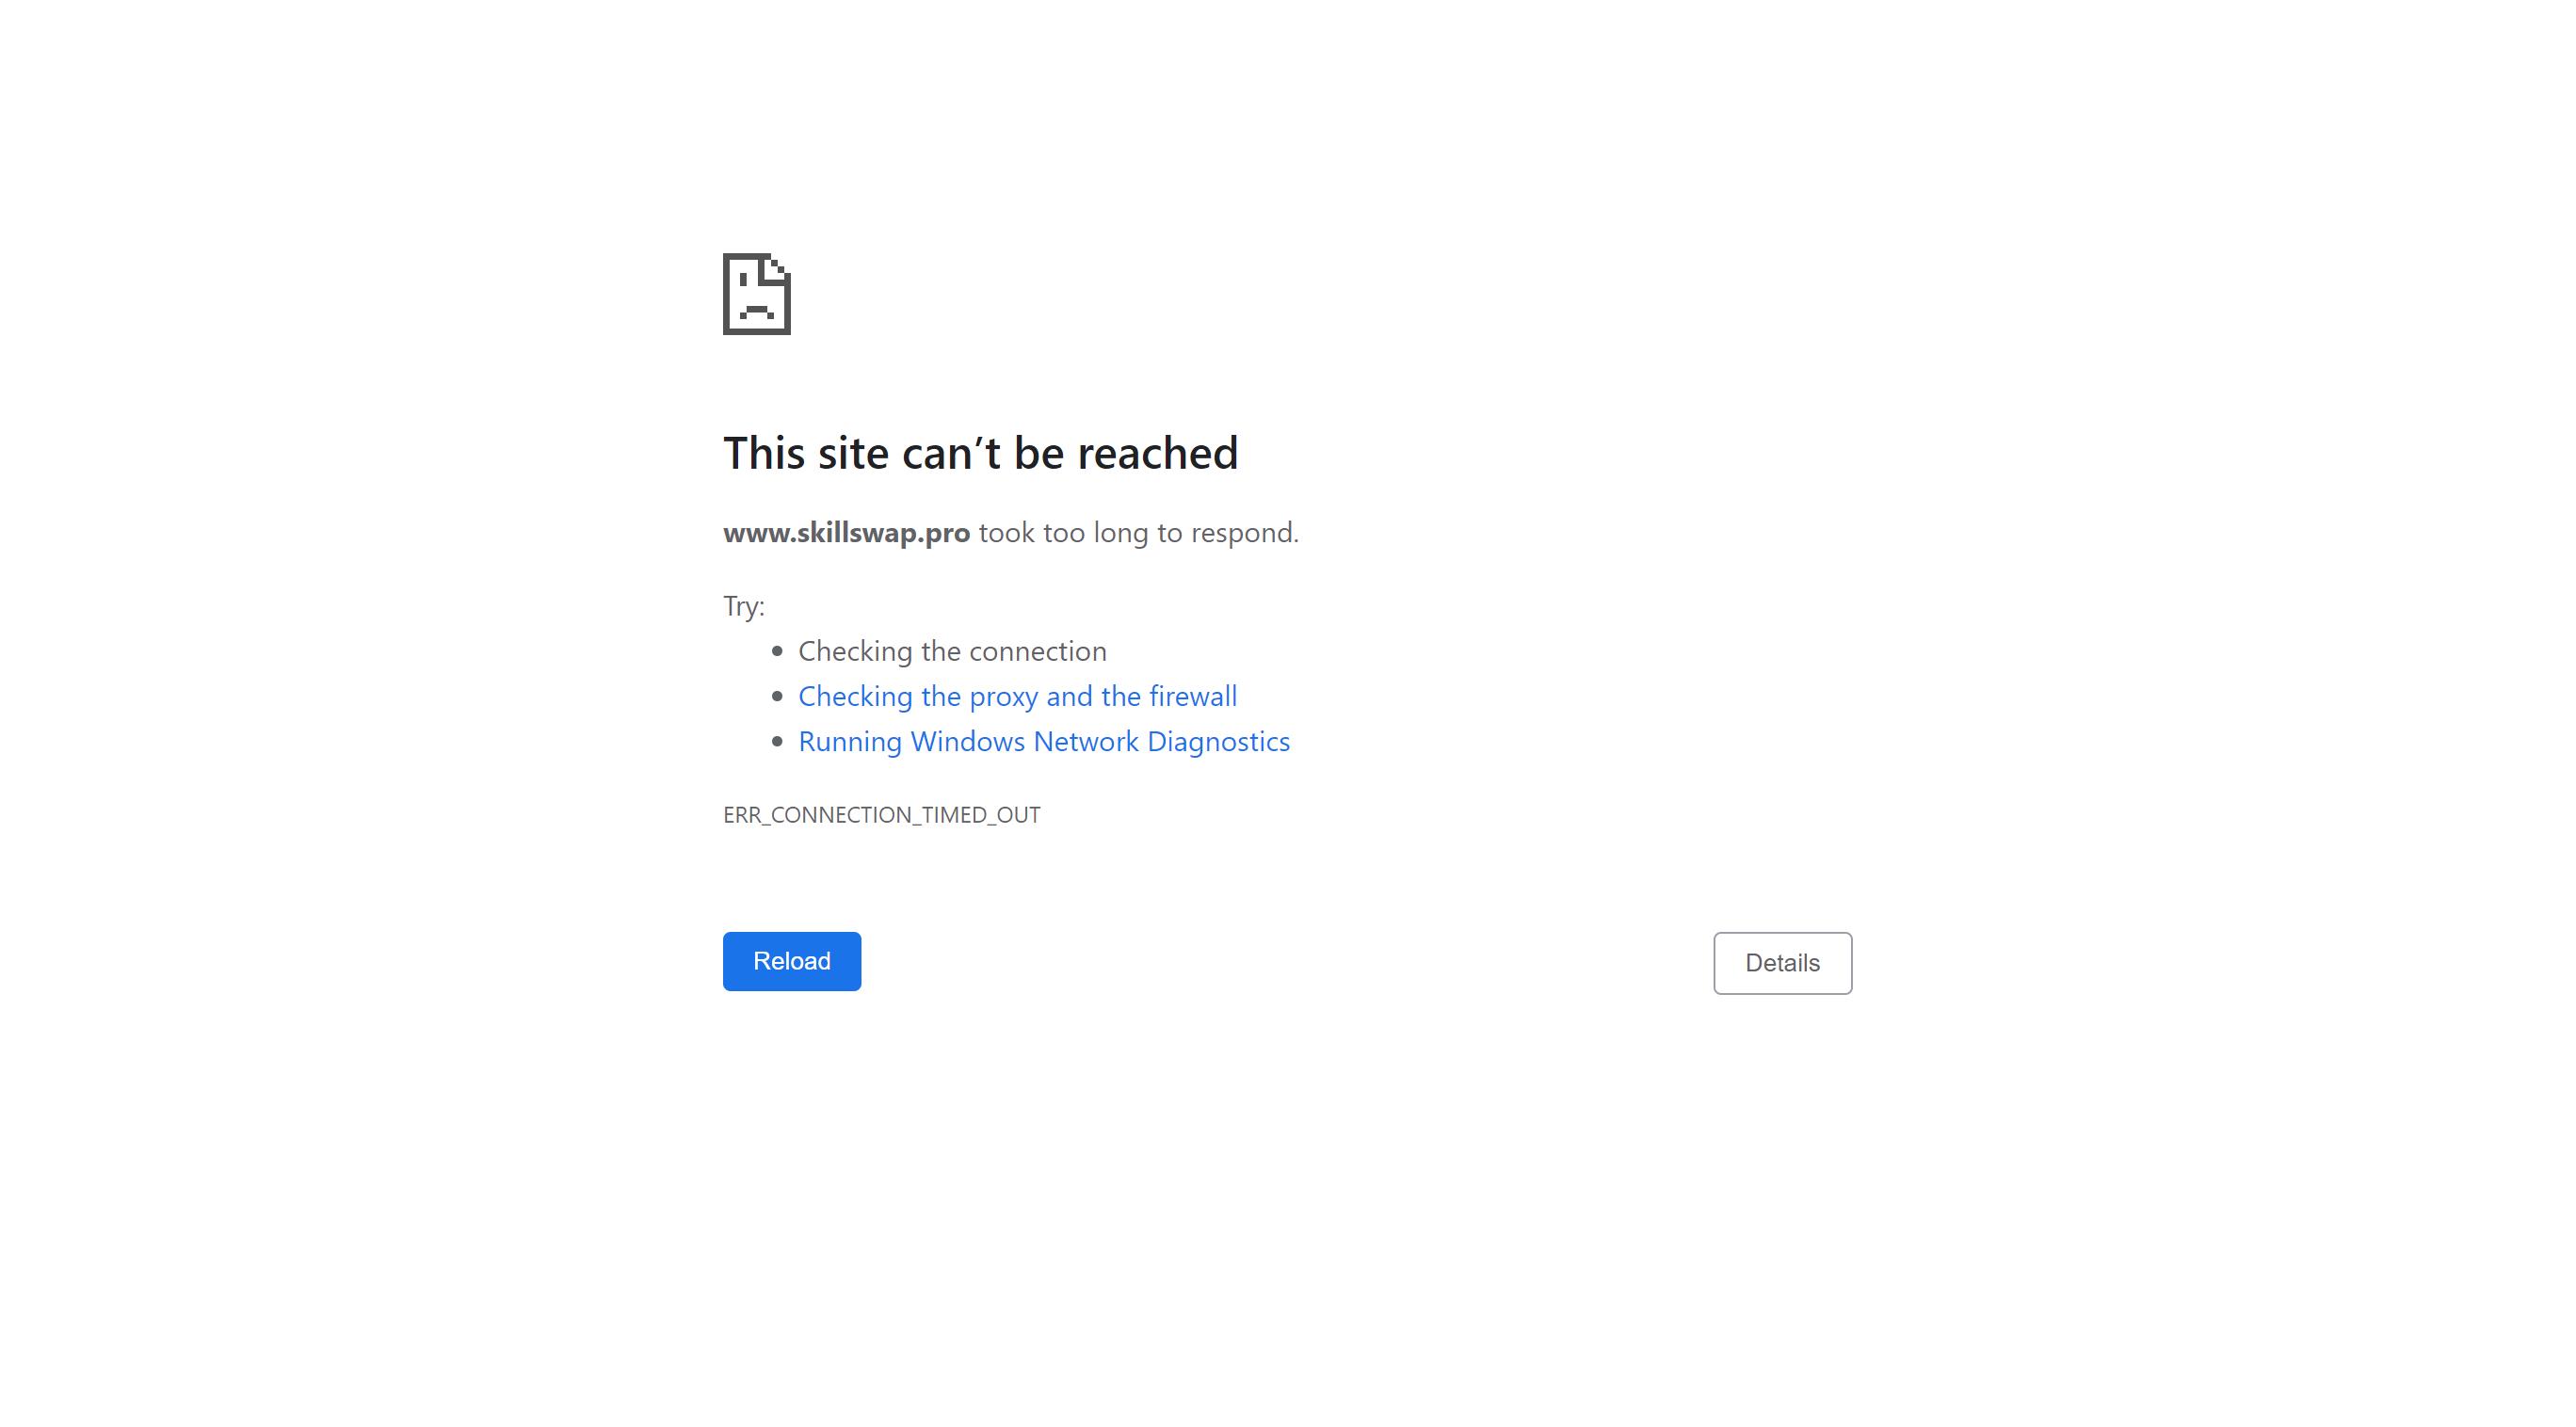 This site can’t be reached
www.skillswap.pro took too long to respond.
Try:
Checking the connection
Checking the proxy and the firewall
Running Windows Network Diagnostics
ERR_CONNECTION_TIMED_OUT
Reload
Details